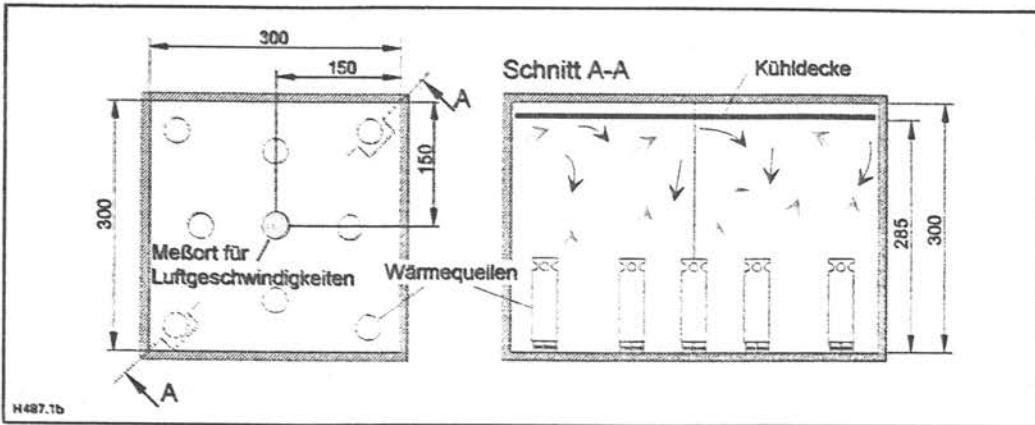 300
150
A
300
150
Meßort für
Luftgeschwindigkeiten
Wärmequellen
A
H487.1b
Schnitt A-A
Kühldecke
285
300